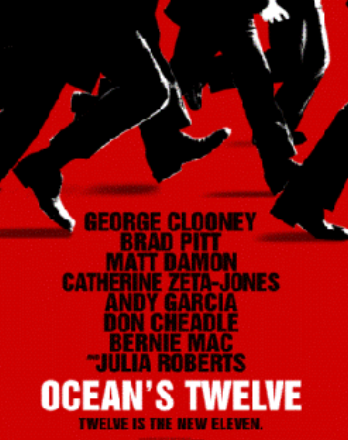 GEORGE CLOONEY
BRAD PITT
MATT DAMON
CATHERINE ZETA-JONES
ANDY GARCIA
DON CHEADLE
BERNIE MAC
AND JULIA ROBERTS
OCEAN'S TWELVE
TWELVE IS THE NEW ELEVEN.